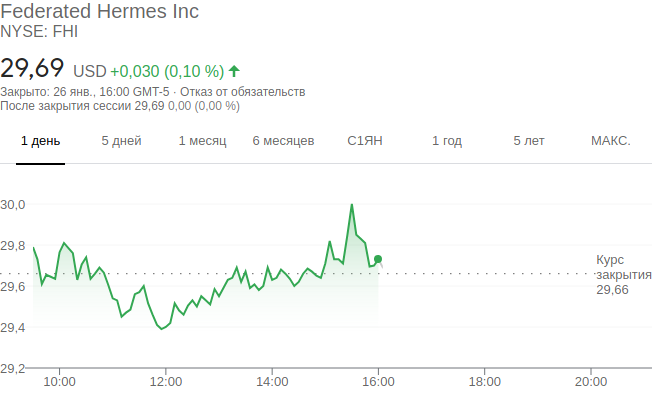 Federated Hermes Inc
NYSE: FHI
29,69 USD +0,030 (0,10 %)
Закрыто: 26 янв., 16:00 GMT-5 · Отказ от обязательств
После закрытия сессии 29,69 0,00 (0,00 %)
1 день 5 дней 1 месяц 6 месяцев С1ЯН 1 год 5 лет МАКС.
30,0
29,8
Курс
закрытия
29,66
29,6
29,4
29,2
10:00 12:00 14:00 16:00 18:00 20:00